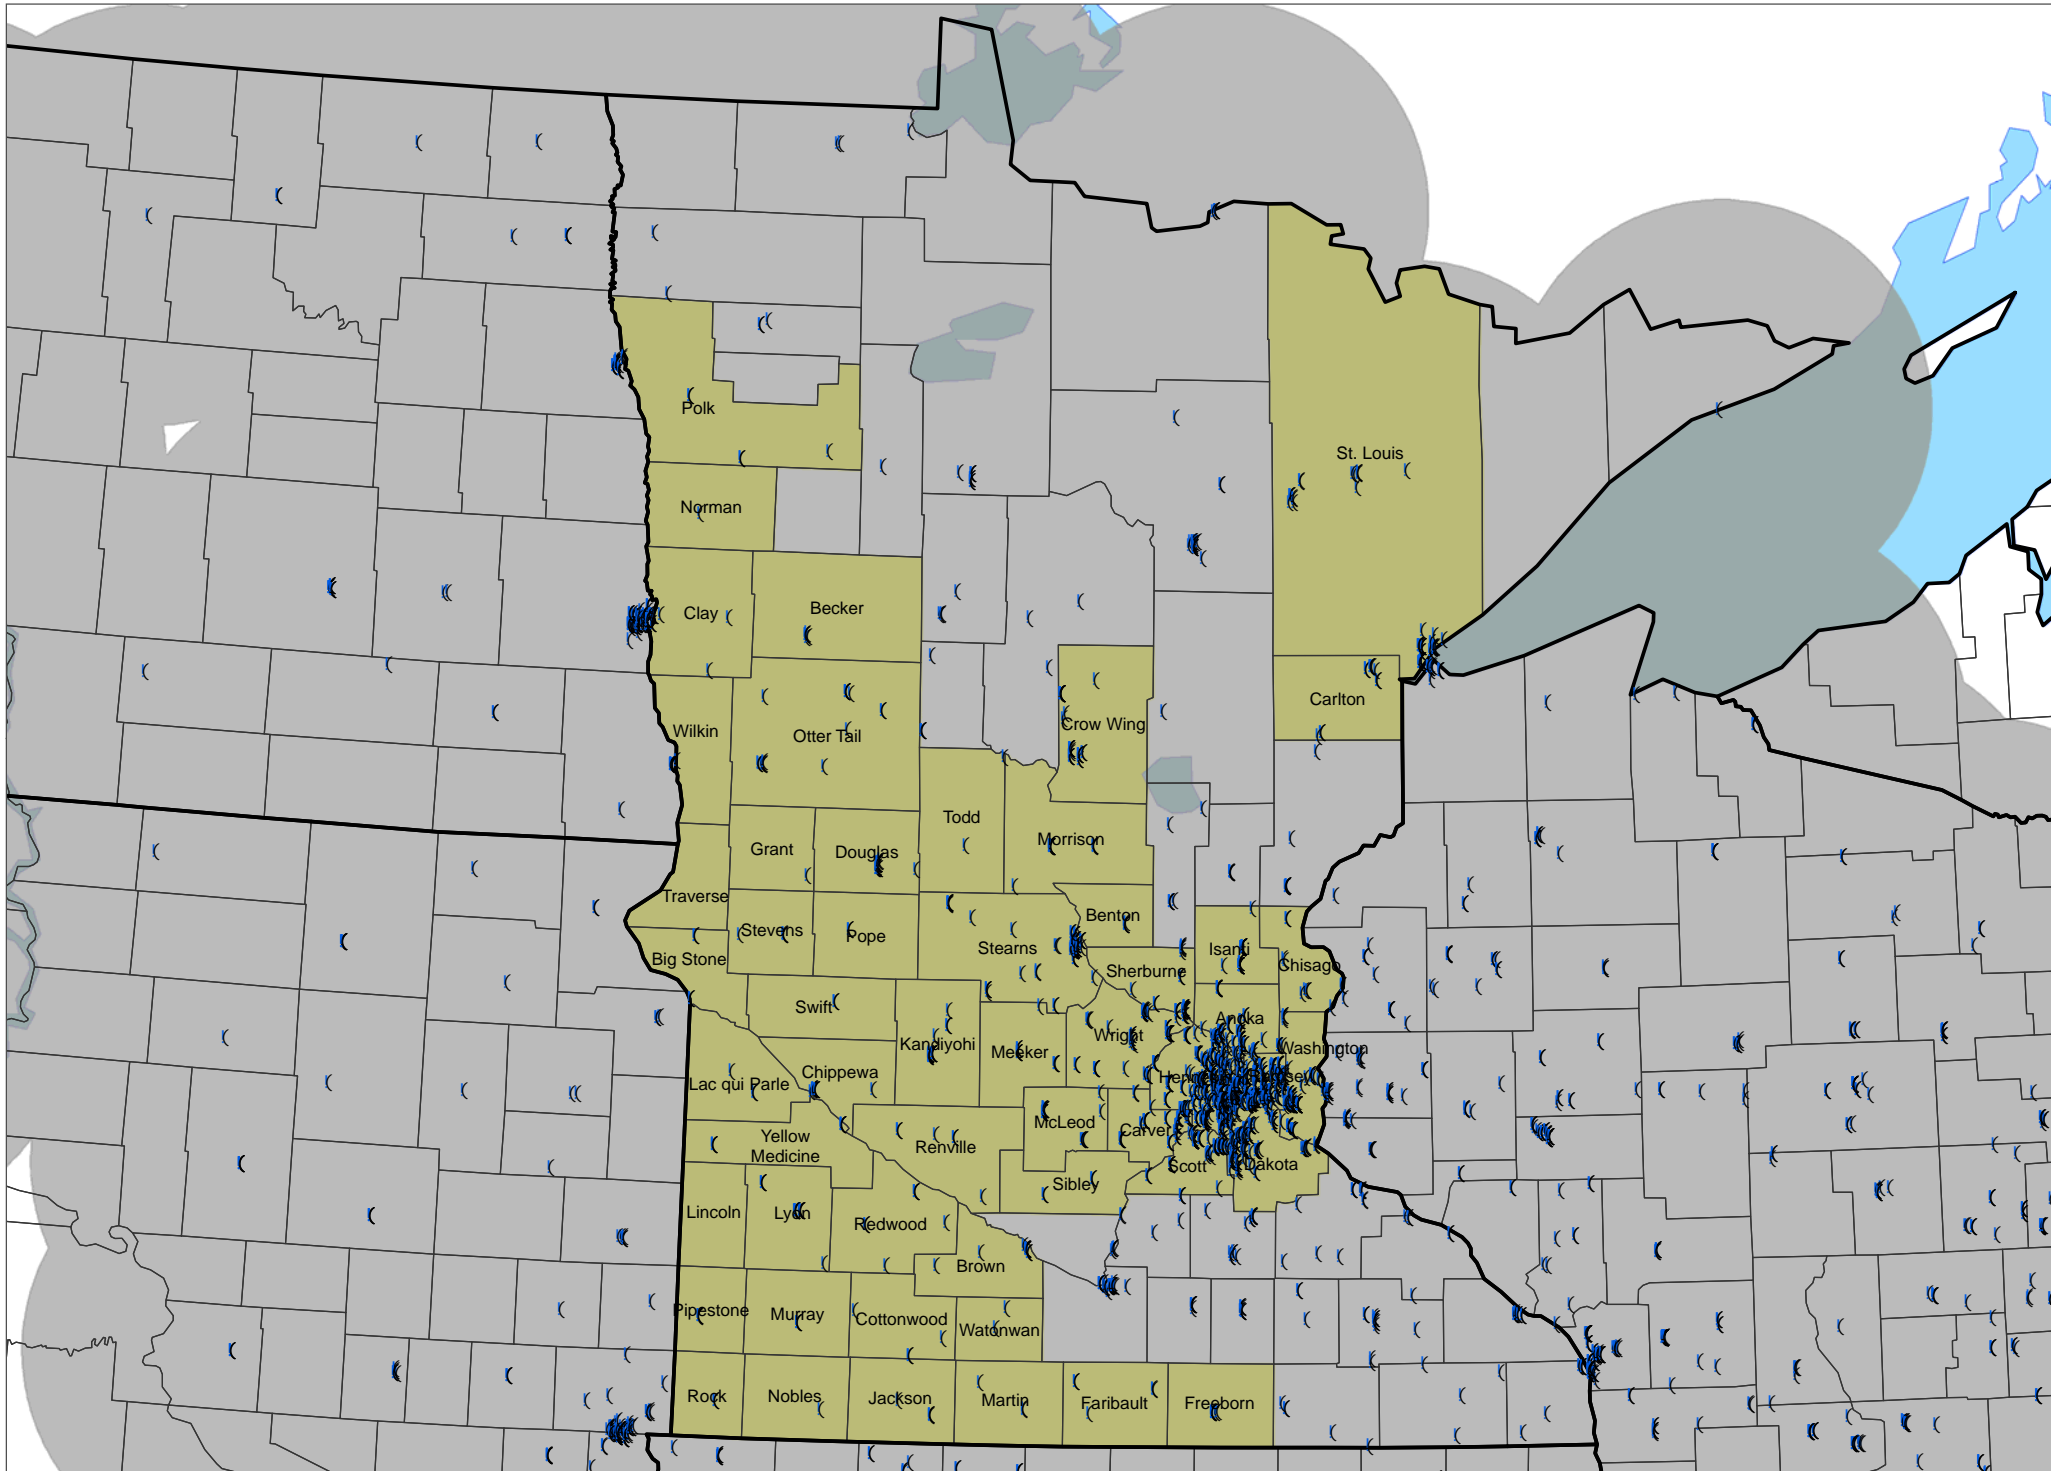 Polk
St. Louis
Norman
Clay
Becker
Carlton
Wilkin
Otter Tail
Crow Wing
Todd
Morrison
Grant
Douglas
Traverse
Benton
Stevens
Pope
Stearns
Isanti
Big Stone
Chisago
Sherburne
Swift
Anoka
Wright
Kandiyohi
Meeker
Washington
Lac qui Parle
Chippewa
Hennepin
Ramsey
McLeod
Carver
Yellow
Medicine
Renville
Scott
Dakota
Sibley
Lincoln
Lyon
Redwood
Brown
Pipestone
Murray
Cottonwood
Watonwan
Rock
Nobles
Jackson
Martin
Faribault
Freeborn